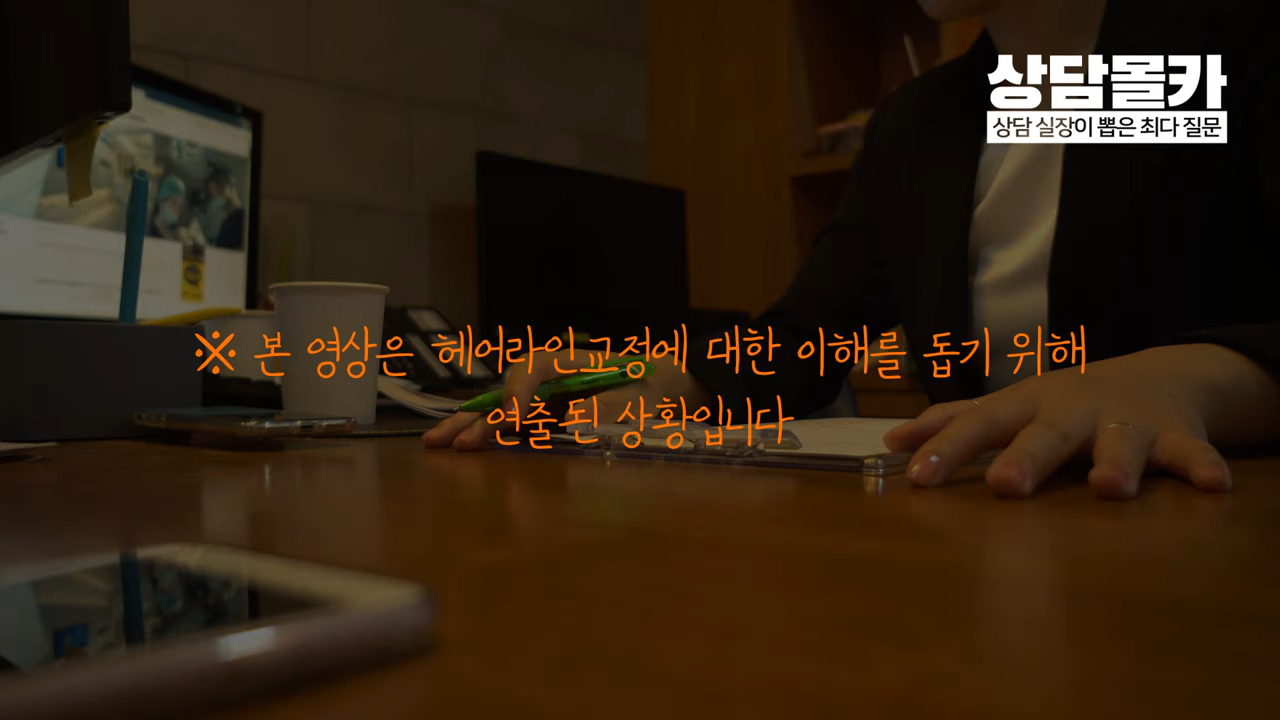 상담몰카
상담 실장이 뽑은 최다 질문
※ 본 영상은 헤어라인교정에 대한 이해를 돕기 위해
연출된 상황입니다